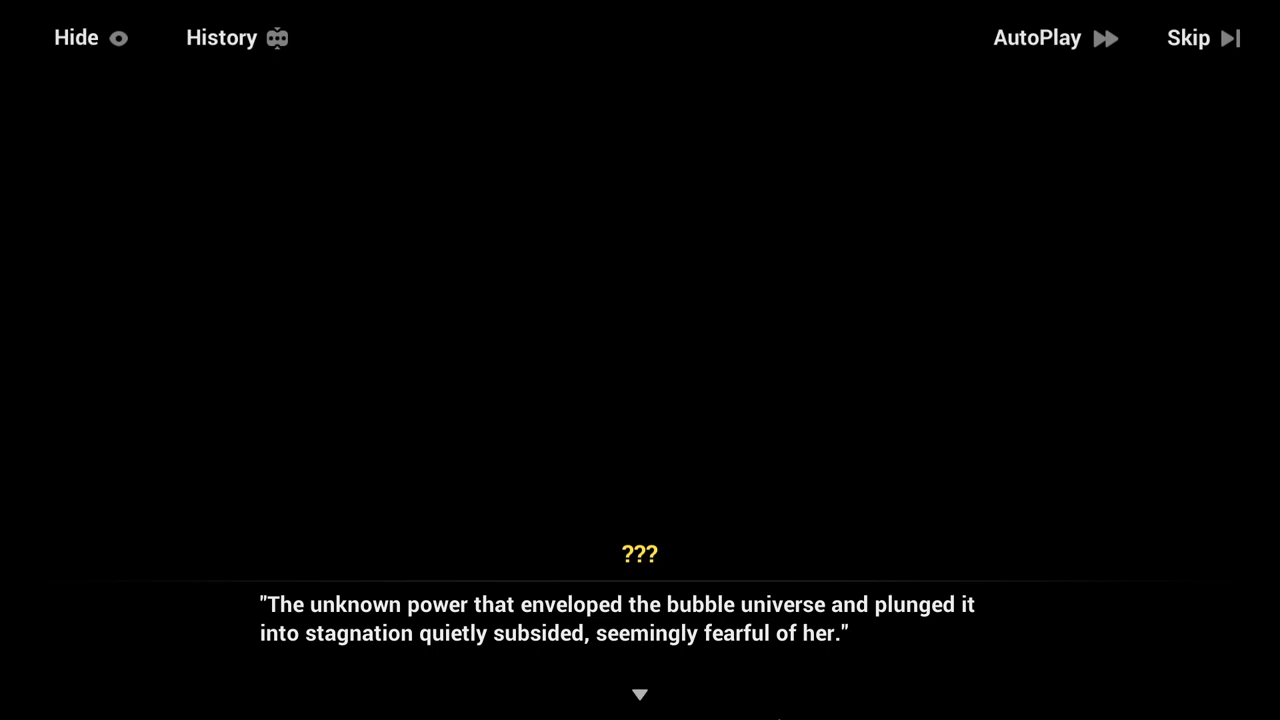 Hide
History
AutoPlay
Skip
???
"The unknown power that enveloped the bubble universe and plunged it
into stagnation quietly subsided, seemingly fearful of her."